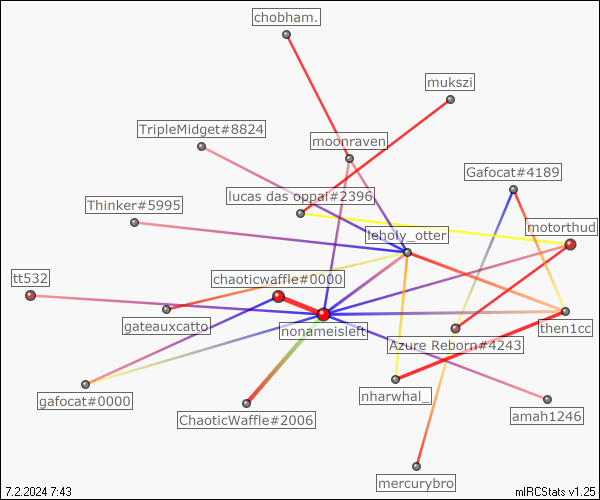 chobham.
mukszi
TripleMidget#8824
moonraven
Gafocat#4189
Thinker#5995
lucas das oppai#2396
motorthud
leholy_otter
tt532
chaoticwaffle#0000
gateauxcatto
nonameisleft
then1cc
Azure Reborn#4243
gafocat#0000
nharwhal_
ChaoticWaffle#2006
amah1246
mercurybro
7.2.2024 7:43
mIRCStats v1.25